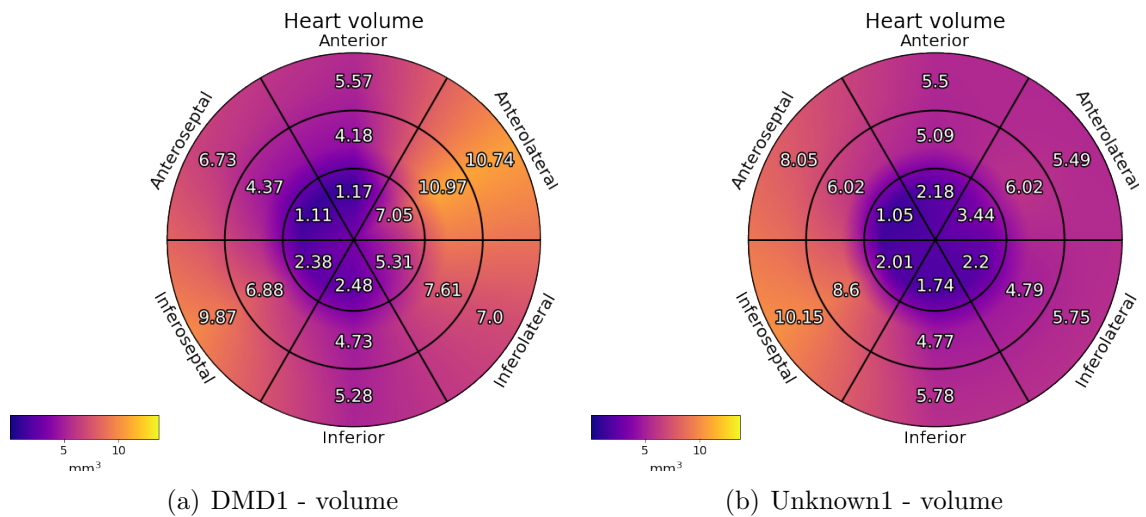 Heart volume
Anterior
Anteroseptal
Anterolateral
5.57
6.73
10.74
4.18
4.37
10.97
1.17
1.11
7.05
2.38
5.31
2.48
6.88
7.61
9.87
7.0
4.73
5.28
Inferoseptal
Inferolateral
Inferior
5 10
mm³
(a) DMD1 - volume
Heart volume
Anterior
Anteroseptal
Anterolateral
5.5
8.05
5.49
5.09
6.02
6.02
2.18
1.05
3.44
2.01
2.2
1.74
8.6
4.79
10.15
5.75
4.77
5.78
Inferoseptal
Inferolateral
Inferior
5 10
mm³
(b) Unknown1 - volume